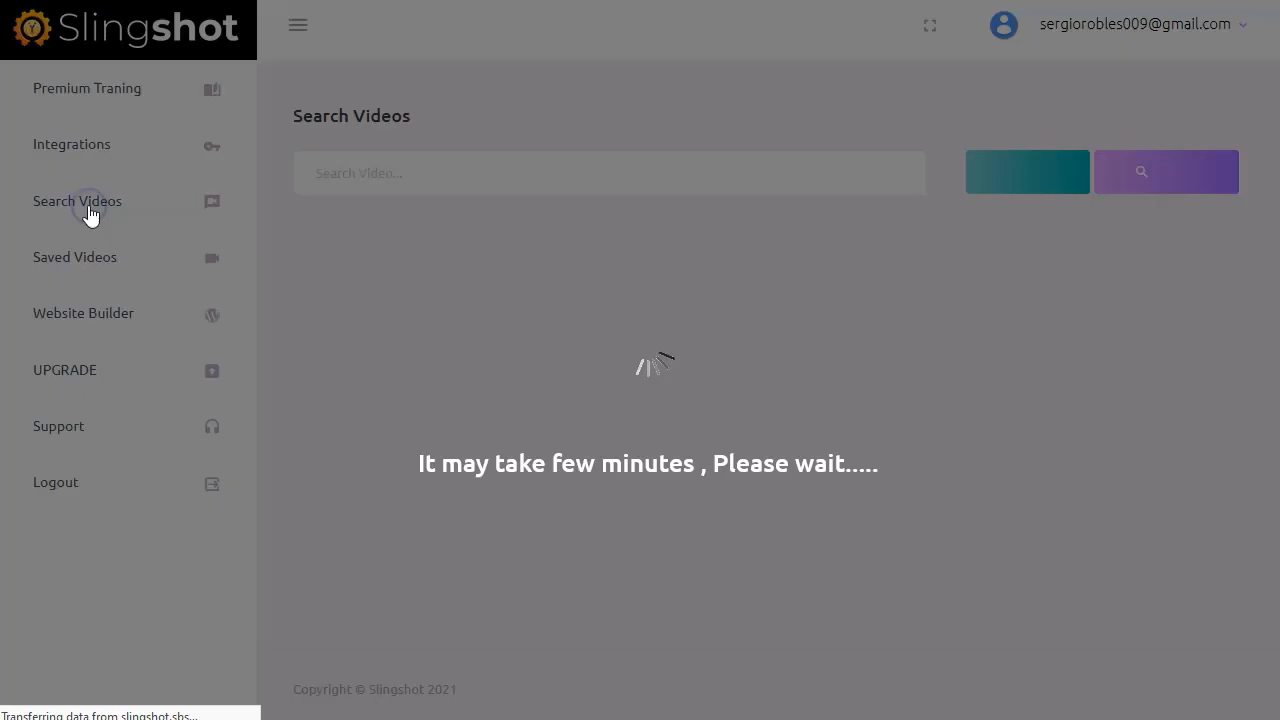 Slingshot
sergiorobles009@gmail.com
Premium Traning
Integrations
Search Videos
Saved Videos
Website Builder
UPGRADE
Support
Logout
Search Videos
Search Video...
It may take few minutes , Please wait.....
Copyright © Slingshot 2021
Transferring data from slingshot.sbs...